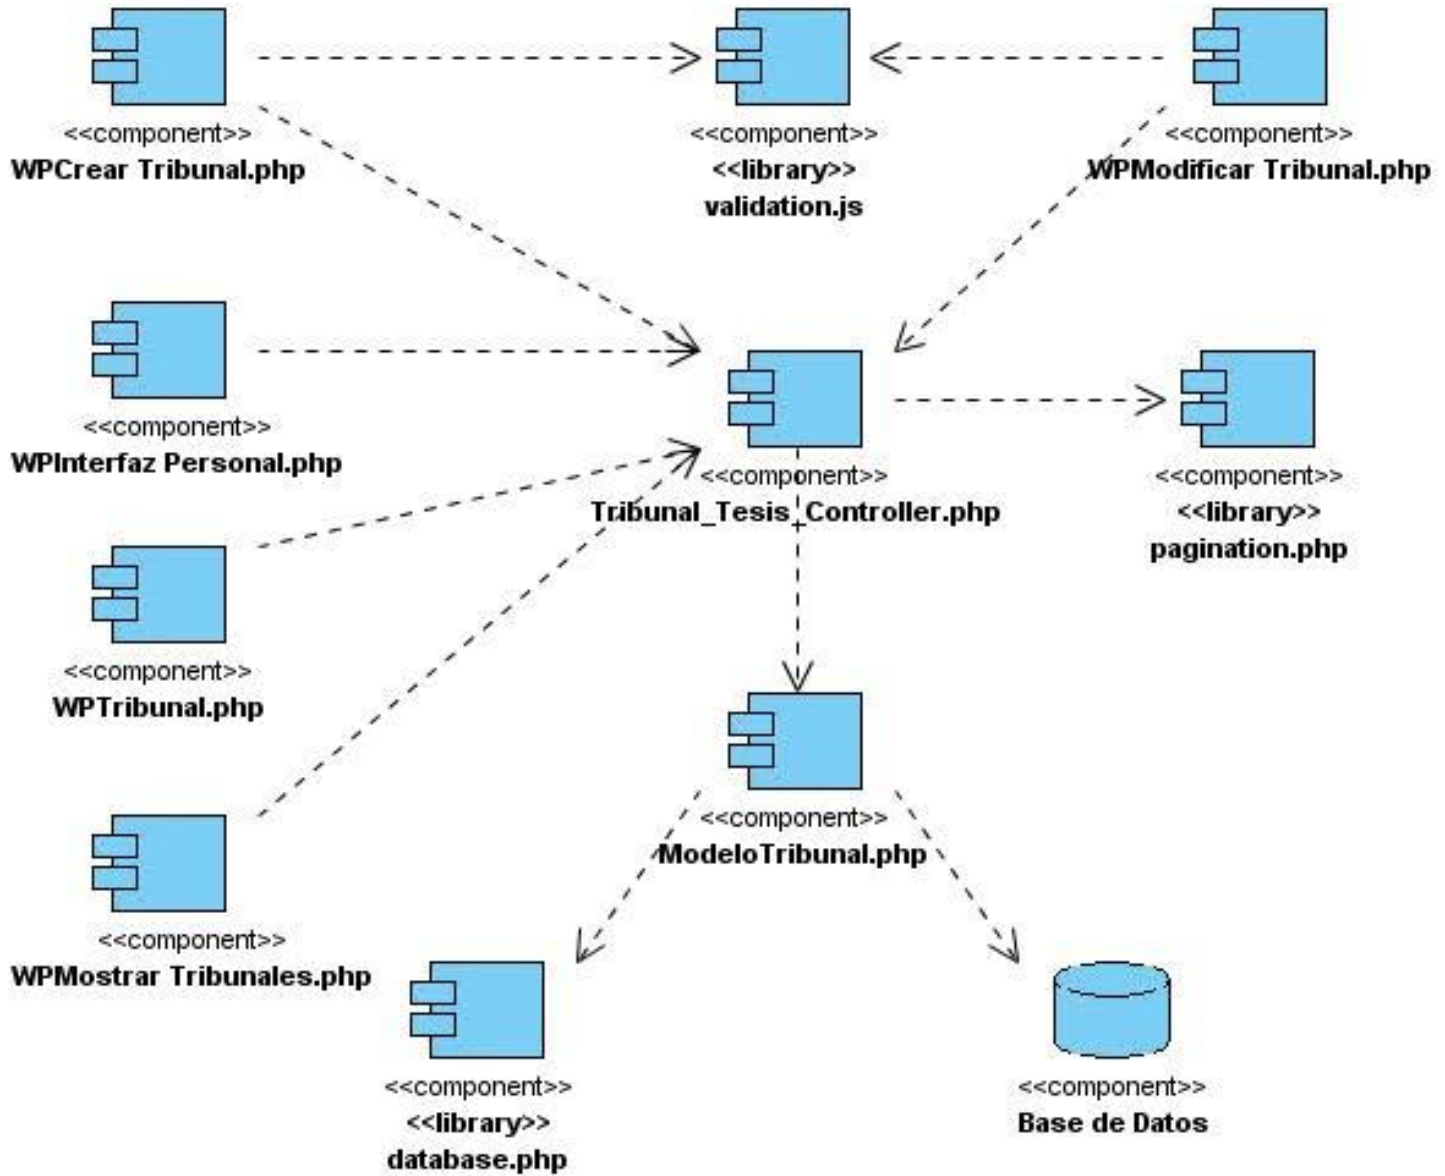 <<component>>
WPCrear Tribunal.php
<<component>>
<<library>>
validation.js
<<component>>
WPModificar Tribunal.php
<<component>>
WPInterfaz Personal.php
<<component>>
Tribunal_Tesis_Controller.php
<<component>>
<<library>>
pagination.php
<<component>>
WPTribunal.php
<<component>>
ModeloTribunal.php
<<component>>
WPMostrar Tribunales.php
<<component>>
<<library>>
database.php
<<component>>
Base de Datos